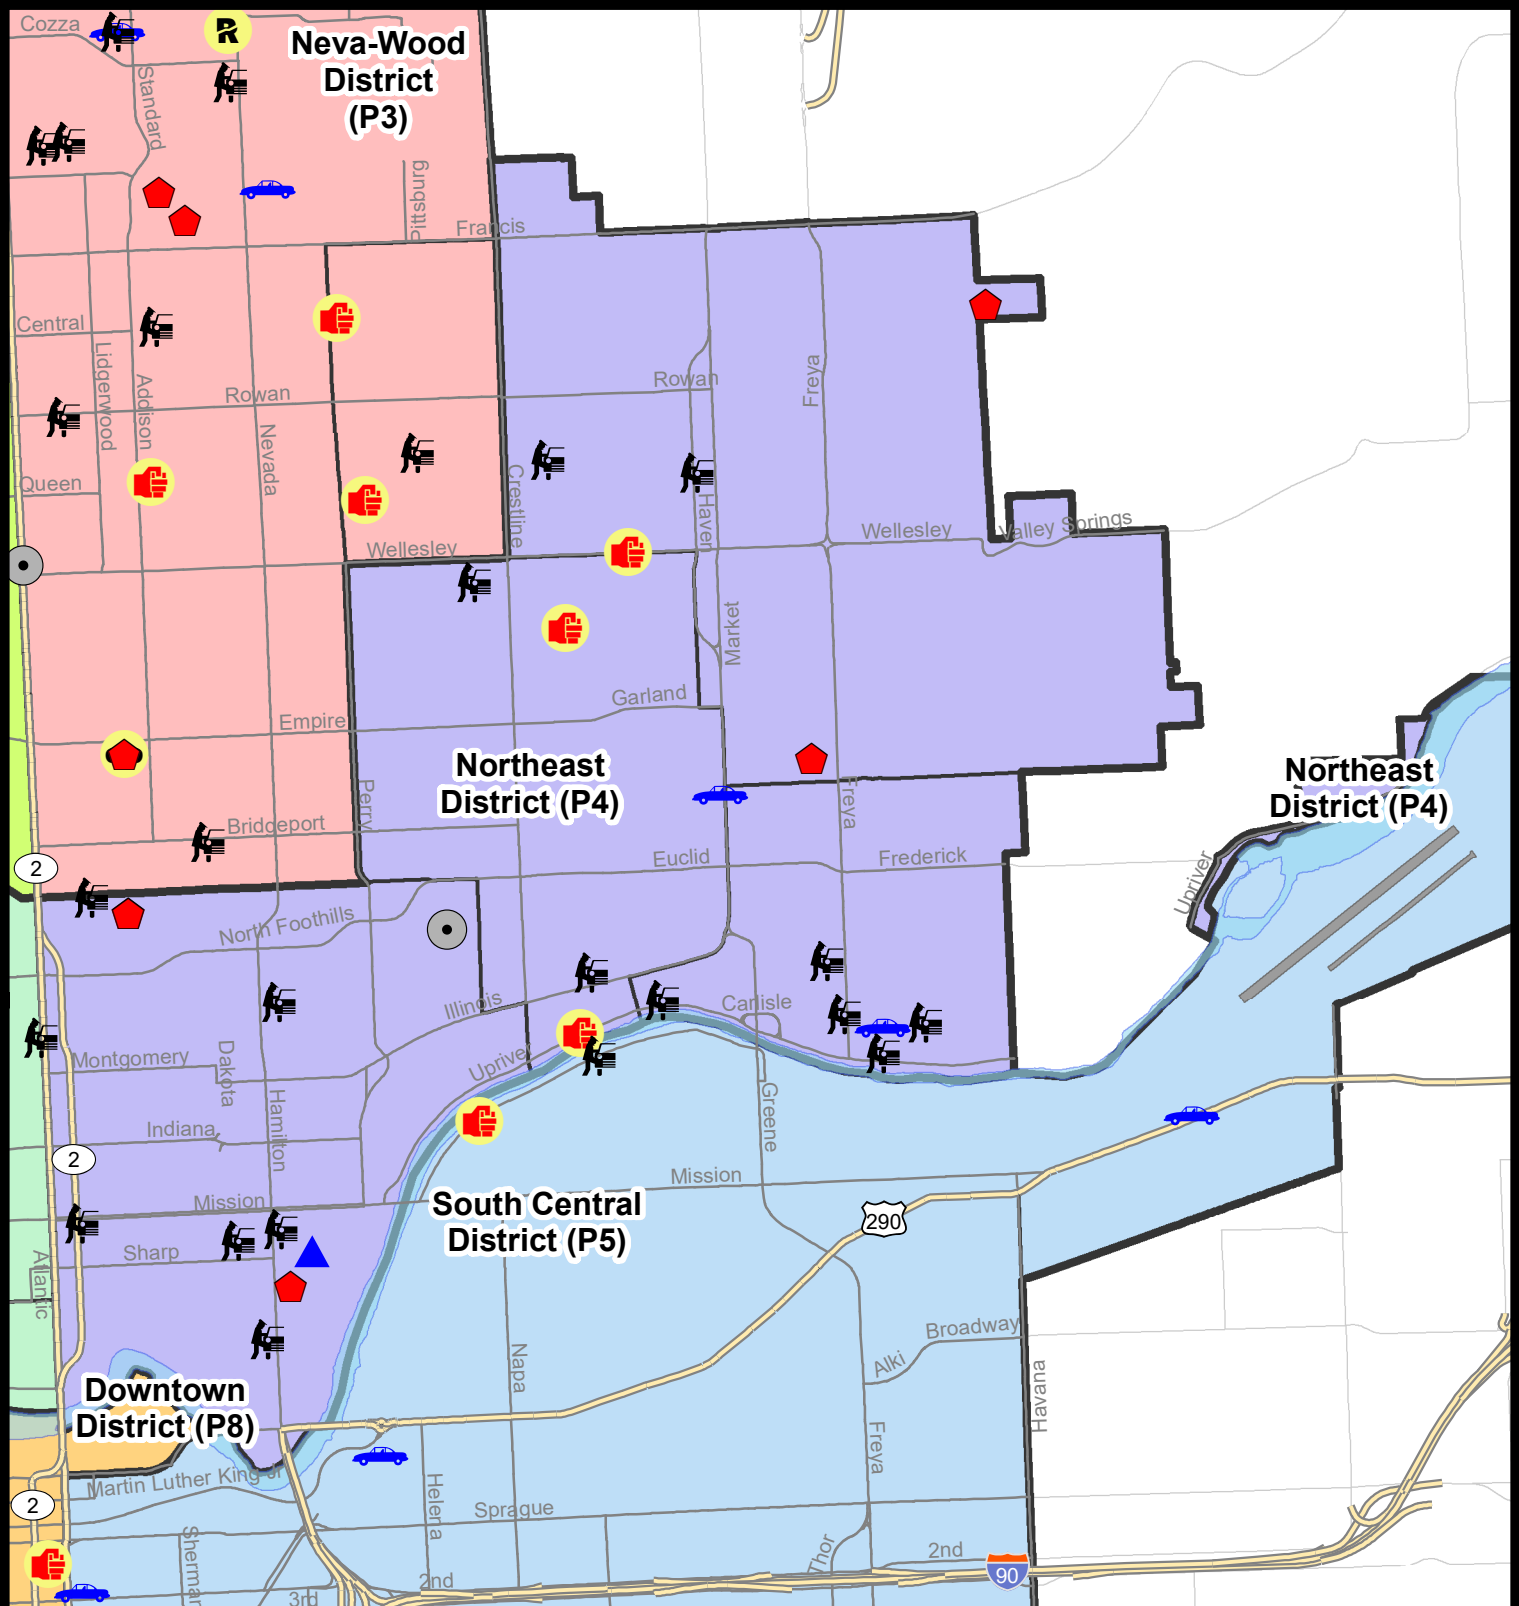 Cozza
R
Neva-Wood
District
(P3)
Standard
Pittsburg
Francis
Central
Lidgerwood
Addison
Rowan
Rowan
Freya
Nevada
Queen
Crestline
Haven
Wellesley
Wellesley
Valley Springs
Market
Garland
Empire
Northeast
District (P4)
Northeast
District (P4)
Perry
Freya
Bridgeport
Euclid
Frederick
2
Upriver
North Foothills
Illinois
Carlisle
Montgomery
Dakota
Upriver
Hamilton
Greene
Indiana
2
Mission
Mission
South Central
District (P5)
290
Sharp
Atlantic
Broadway
Alki
Napa
Havana
Downtown
District (P8)
Freya
Martin Luther King Jr
Helena
Sprague
2
Sherman
Thor
2nd
2nd
90
3rd